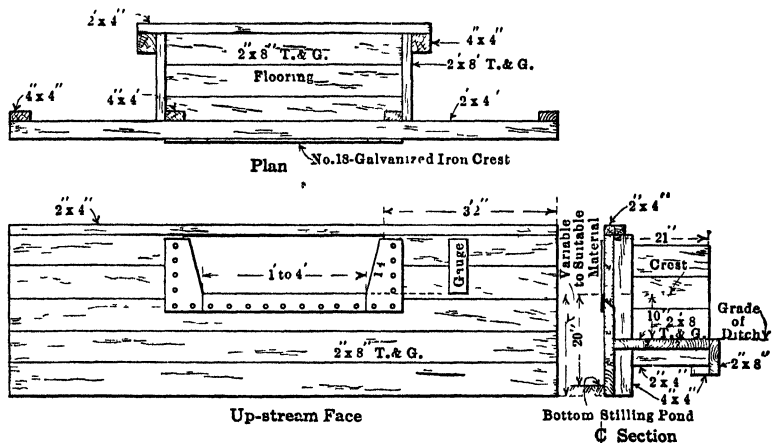 2'x 4"
2"x 8" T.& G.
Flooring
4"x 4"
2'x 8' T.& G.
4"x 4"
4"x 4'
2'x 4'
No.18-Galvanized Iron Crest
Plan
2"x 4"
3'2"
1' to 4'
1/4
Gauge
2"x 8" T.& G.
Up-stream Face
Variable
to Suitable
Material
20"
2"x 4"
21"
Crest
10"
2'x 8
T.& G.
Grade
of
Ditch
2"x 8"
2"x 4"
4"x 4"
Bottom Stilling Pond
℄ Section